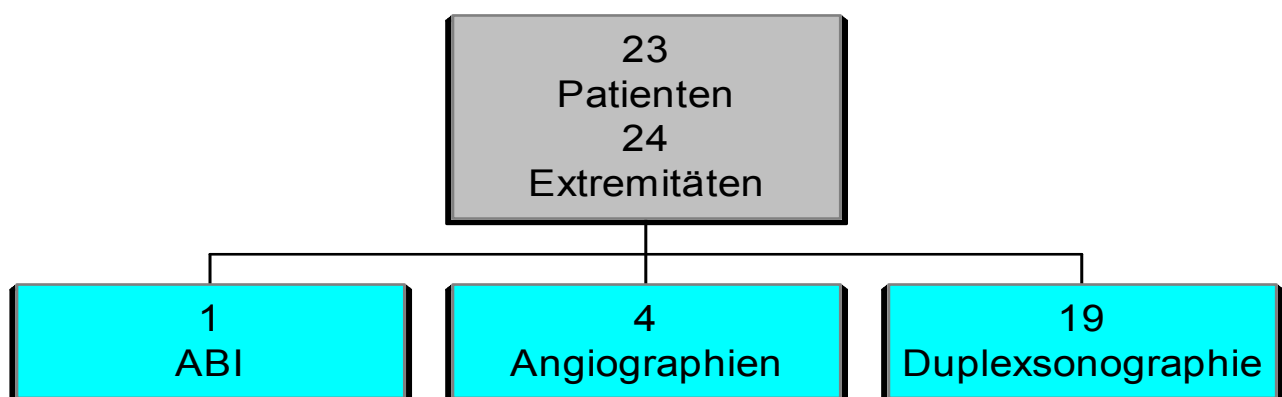 23
Patienten
24
Extremitäten
1
ABI
4
Angiographien
19
Duplexsonographie